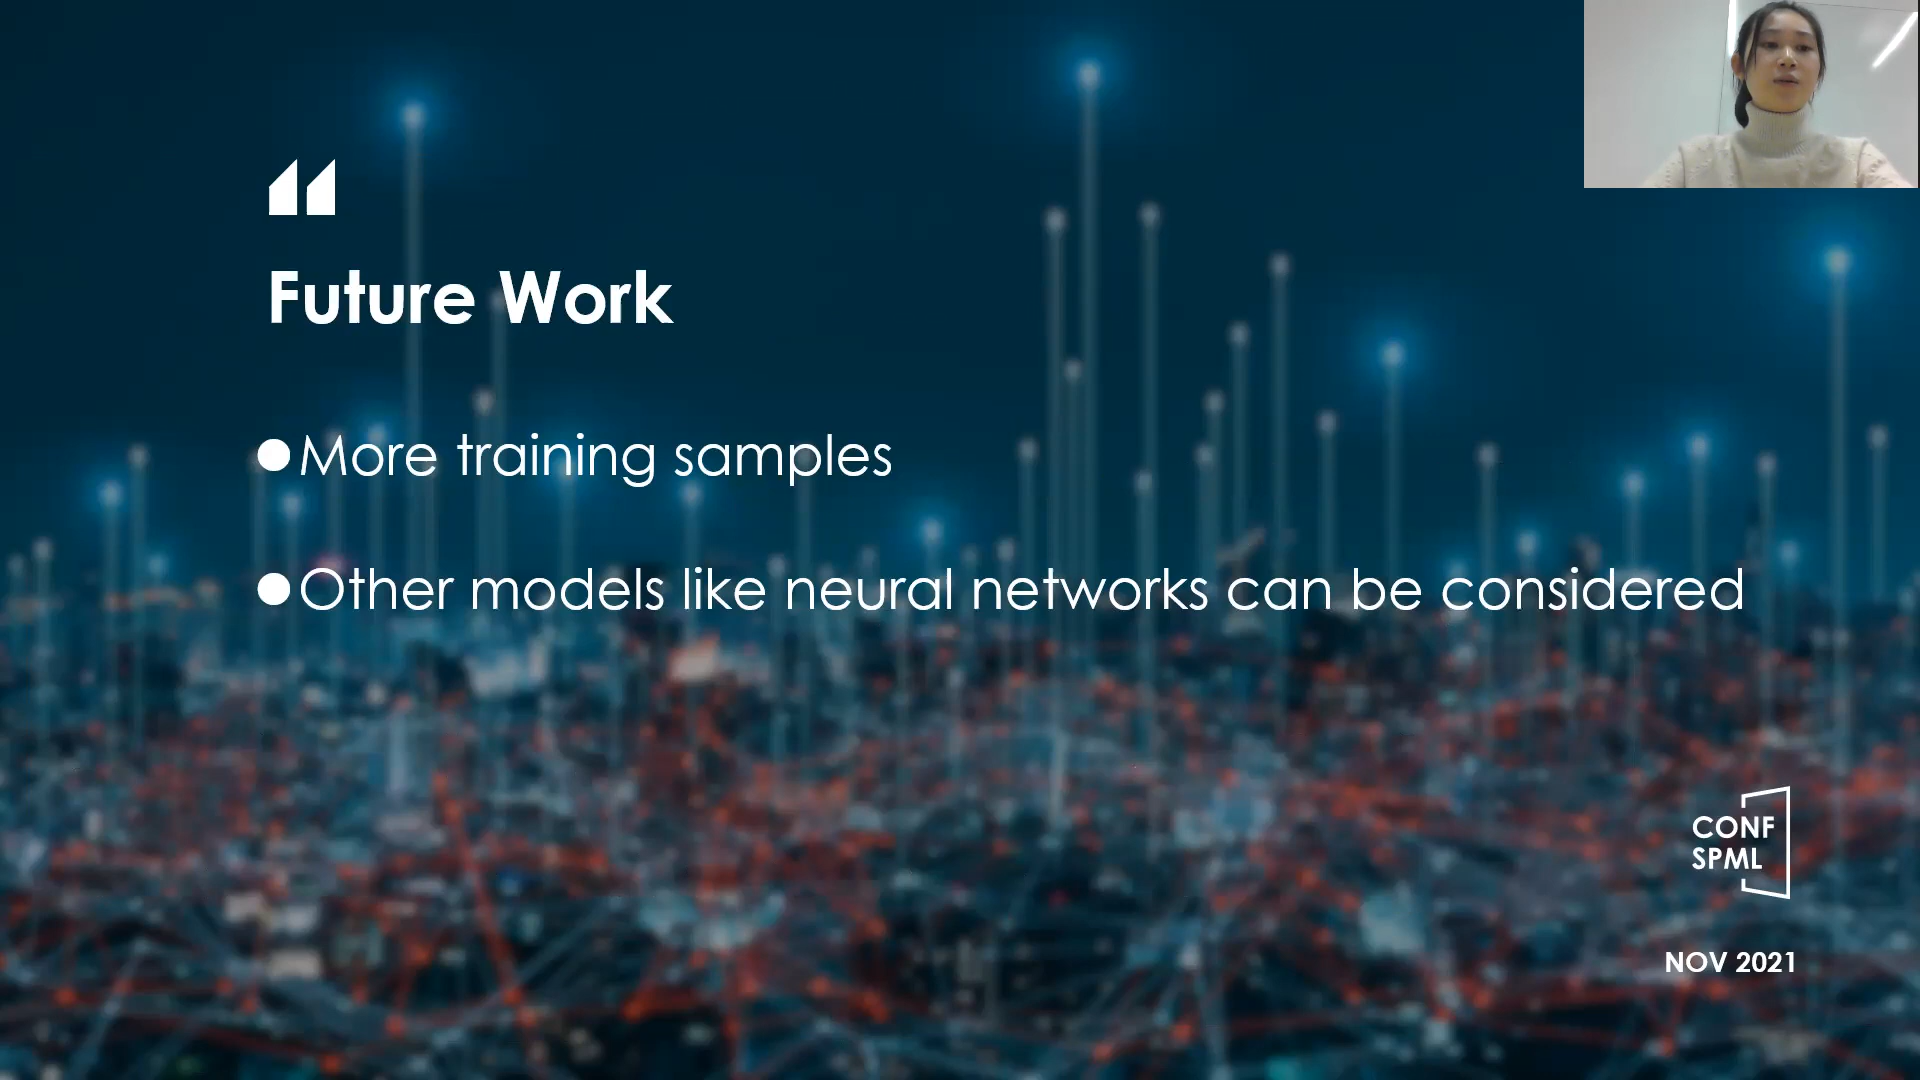 Future Work
●More training samples
●Other models like neural networks can be considered
CONF
SPML
NOV 2021